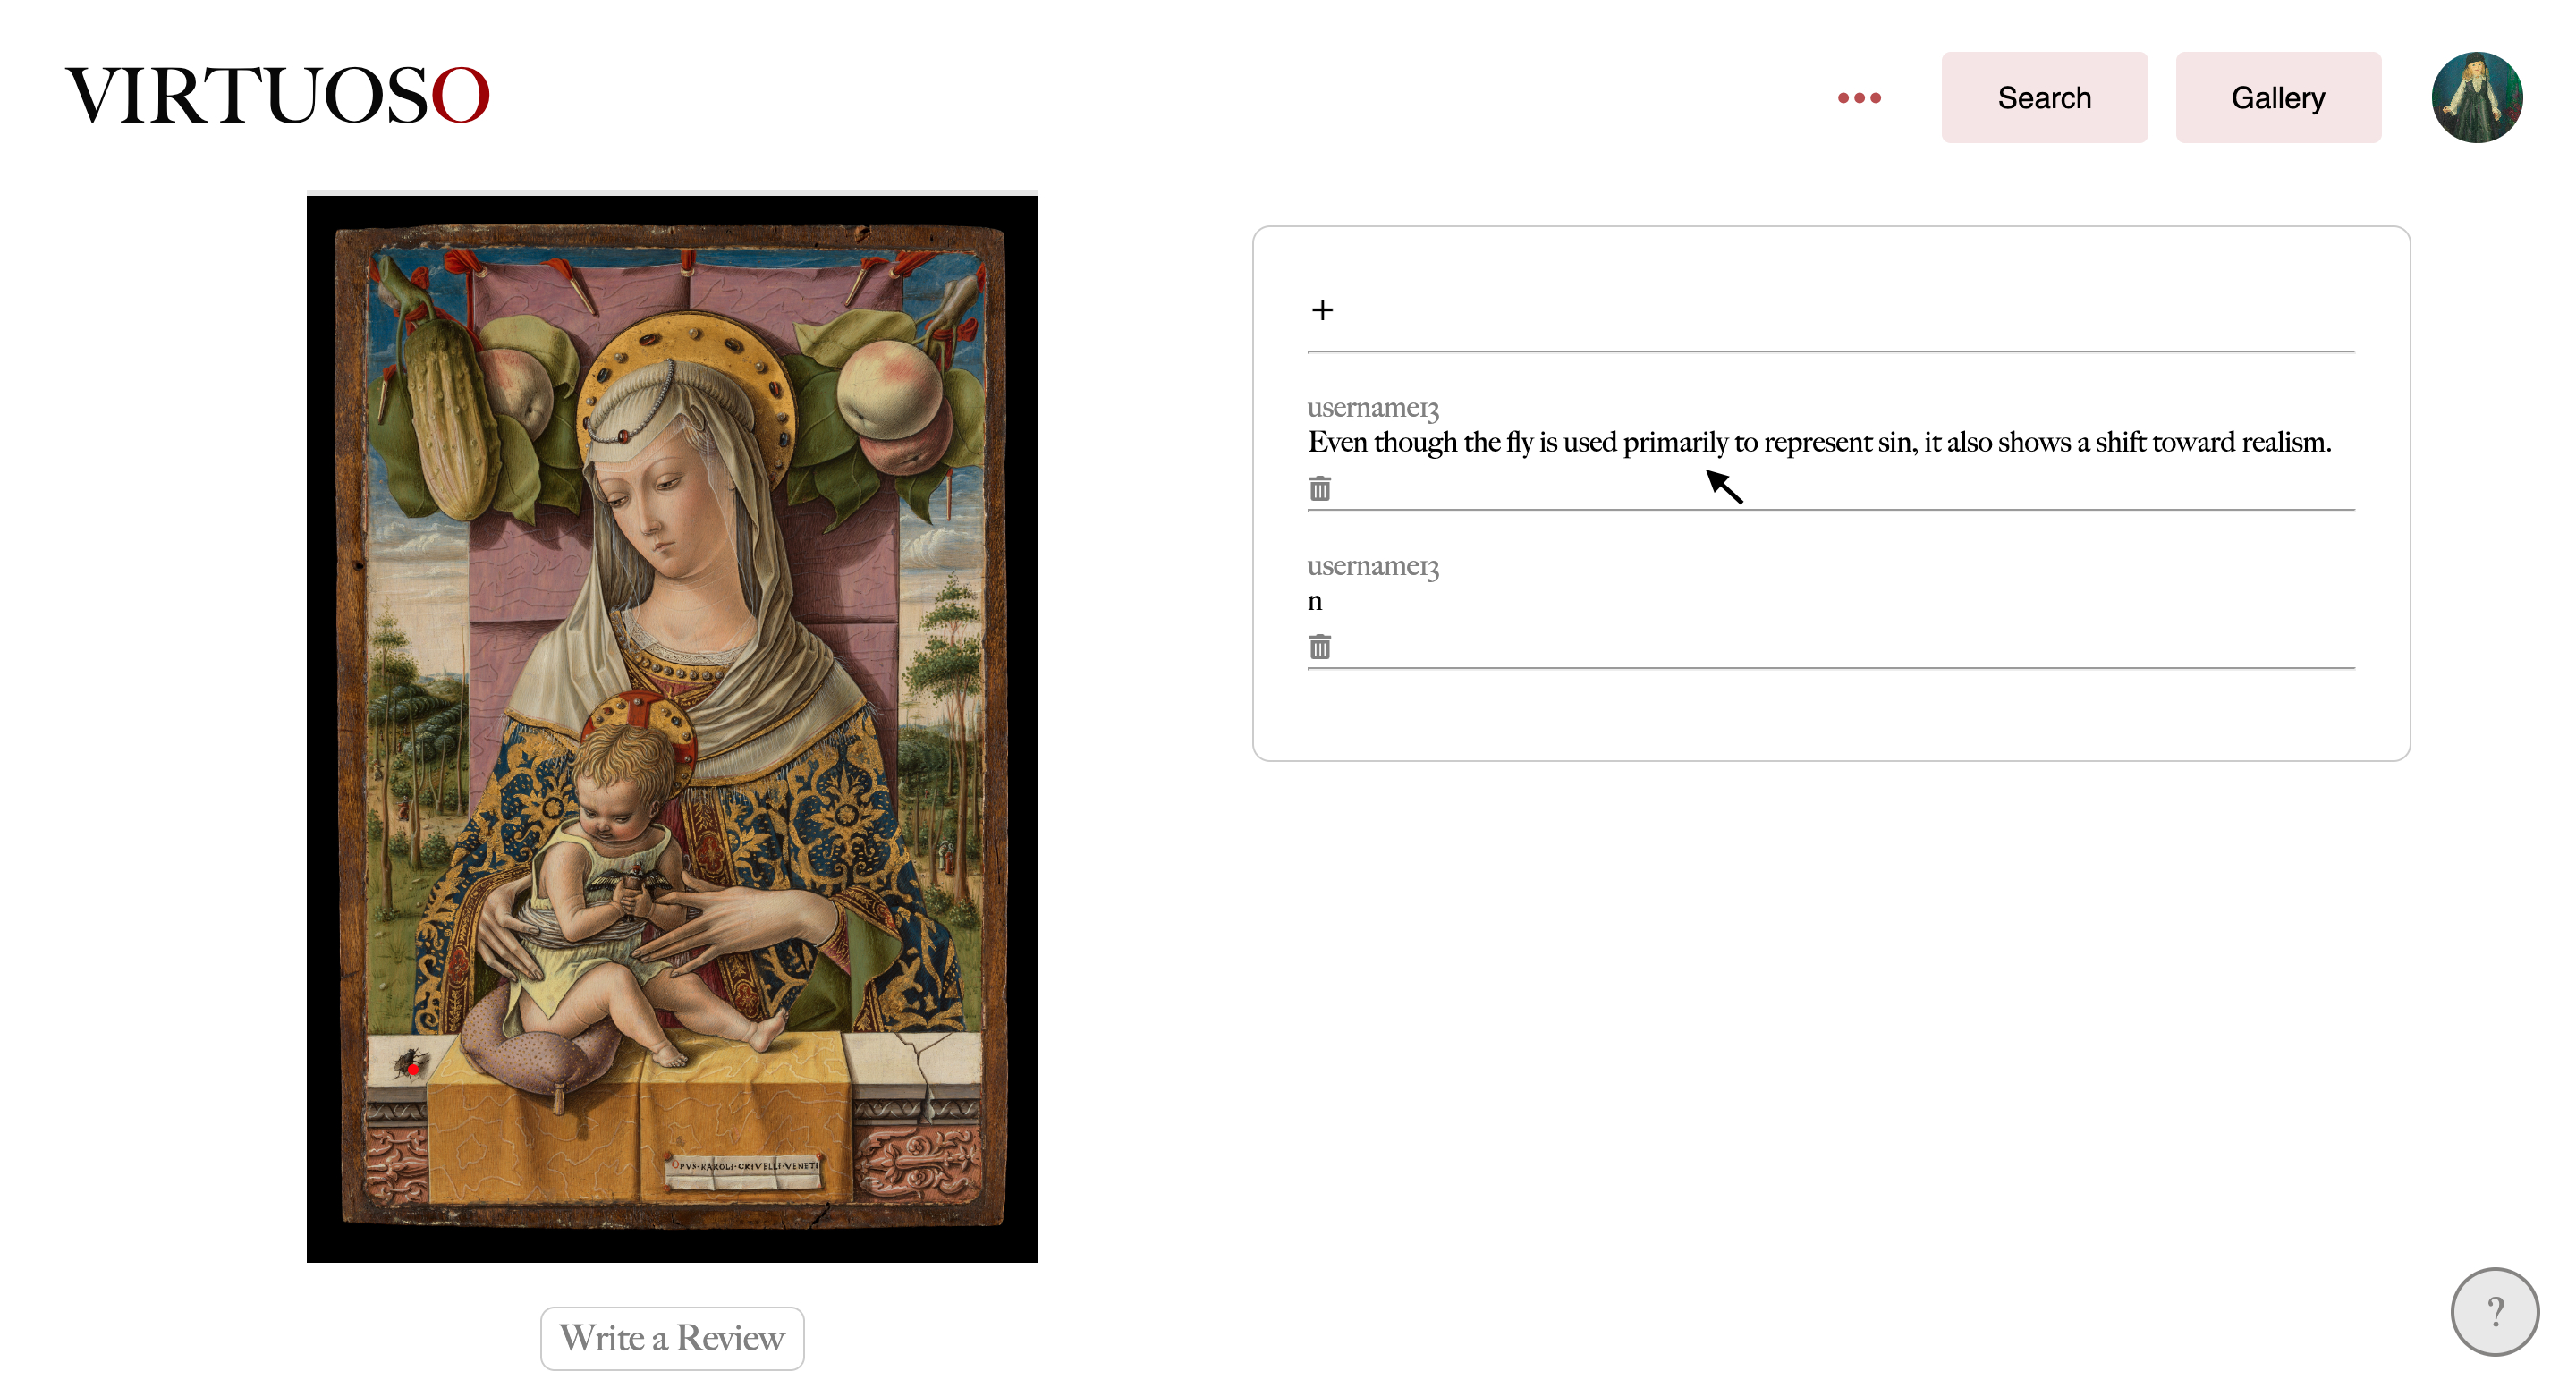 VIRTUOSO
Search
Gallery
+
username13
Even though the fly is used primarily to represent sin, it also shows a shift toward realism.
username13
n
OPVS·KAROLI·CRIVELLI·VENETI
Write a Review
?